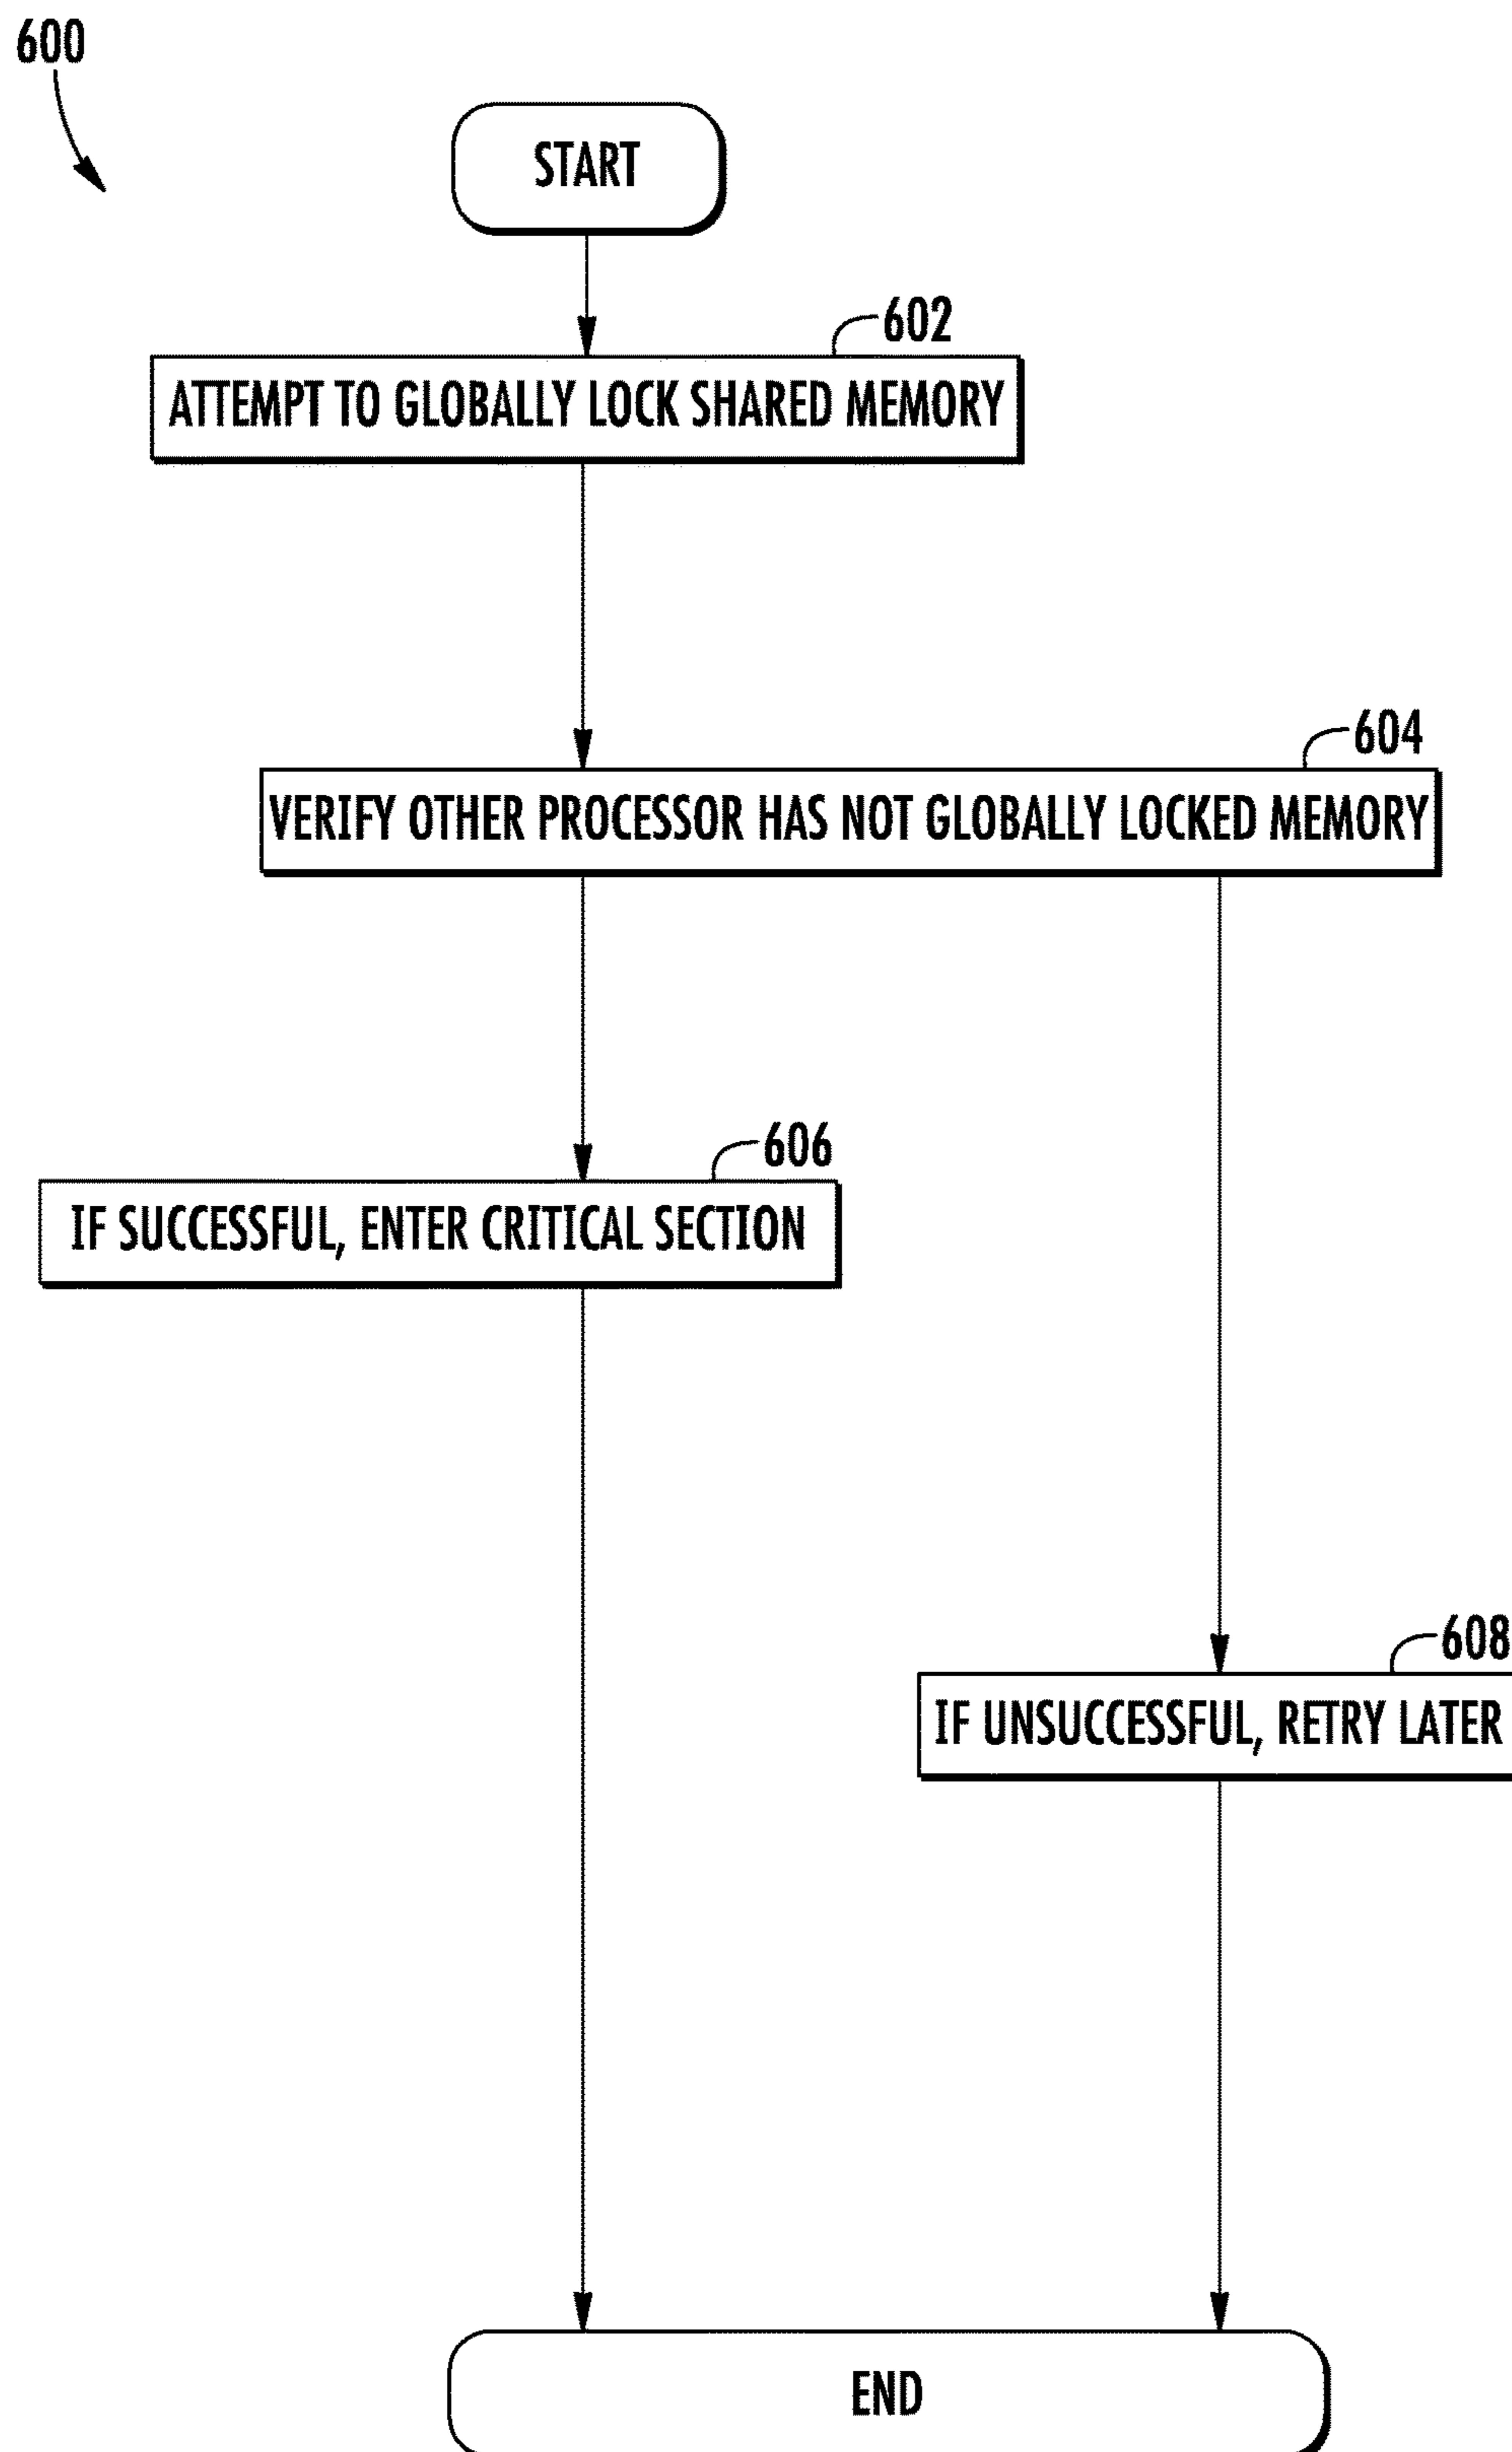 600
START
602
ATTEMPT TO GLOBALLY LOCK SHARED MEMORY
604
VERIFY OTHER PROCESSOR HAS NOT GLOBALLY LOCKED MEMORY
606
IF SUCCESSFUL, ENTER CRITICAL SECTION
608
IF UNSUCCESSFUL, RETRY LATER
END